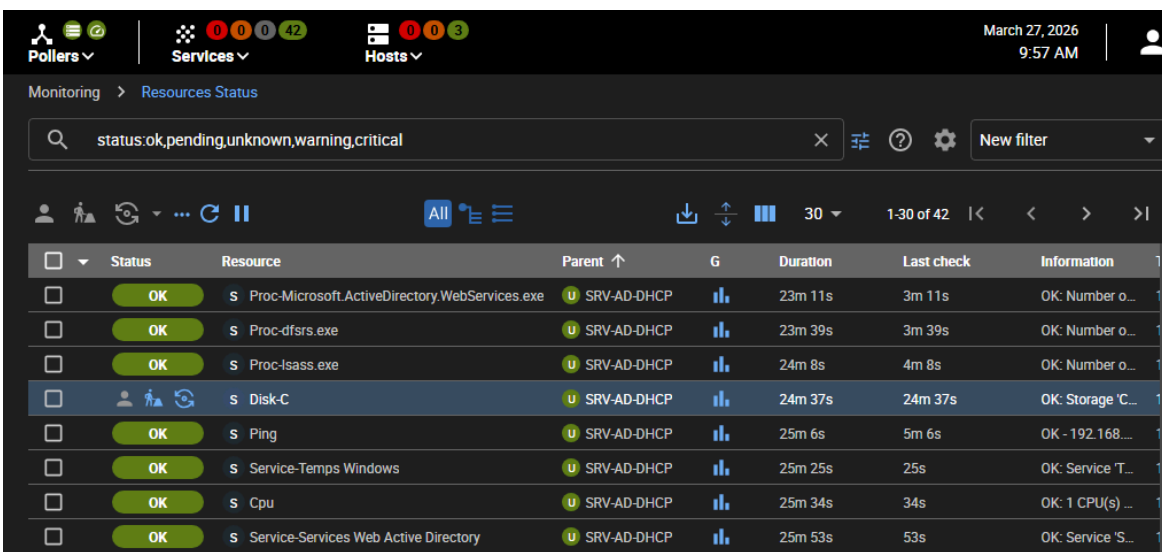 0 0 0 42 0 0 3 March 27, 2026
Pollers Services Hosts 9:57 AM
Monitoring > Resources Status
status:ok,pending,unknown,warning,critical New filter
All 30 1-30 of 42
Status Resource Parent G Duration Last check Information
OK S Proc-Microsoft.ActiveDirectory.WebServices.exe U SRV-AD-DHCP 23m 11s 3m 11s OK: Number o...
OK S Proc-dfsrs.exe U SRV-AD-DHCP 23m 39s 3m 39s OK: Number o...
OK S Proc-lsass.exe U SRV-AD-DHCP 24m 8s 4m 8s OK: Number o...
S Disk-C U SRV-AD-DHCP 24m 37s 24m 37s OK: Storage 'C...
OK S Ping U SRV-AD-DHCP 25m 6s 5m 6s OK - 192.168....
OK S Service-Temps Windows U SRV-AD-DHCP 25m 25s 25s OK: Service 'T...
OK S Cpu U SRV-AD-DHCP 25m 34s 34s OK: 1 CPU(s) ...
OK S Service-Services Web Active Directory U SRV-AD-DHCP 25m 53s 53s OK: Service 'S...